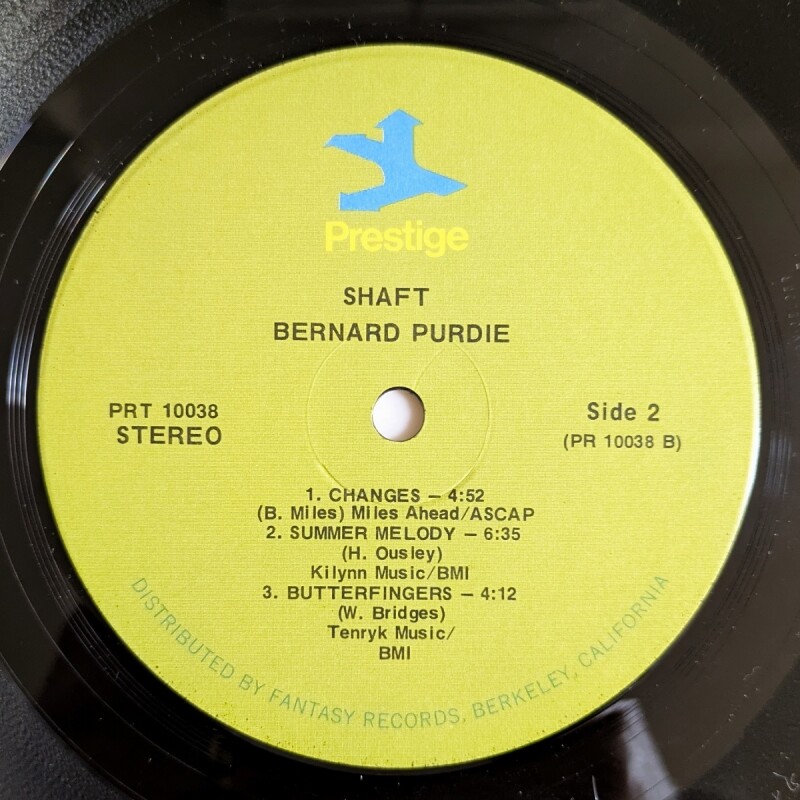 Prestige
SHAFT
BERNARD PURDIE
PRT 10038
STEREO
Side 2
(PR 10038 B)
1. CHANGES – 4:52
(B. Miles) Miles Ahead/ASCAP
2. SUMMER MELODY – 6:35
(H. Ousley)
Kilynn Music/BMI
3. BUTTERFINGERS – 4:12
(W. Bridges)
Tenryk Music/
BMI
DISTRIBUTED BY FANTASY RECORDS, BERKELEY, CALIFORNIA